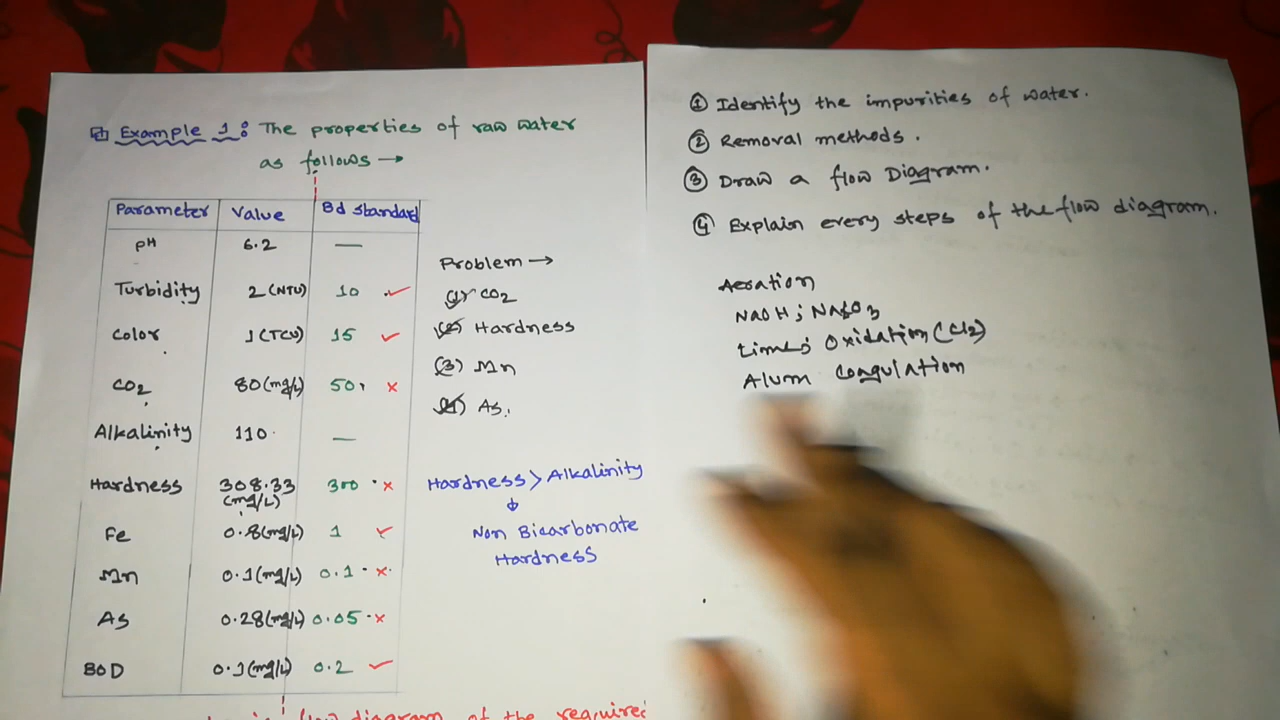 Example 1: The properties of raw water
as follows →
Parameter Value Bd standard
pH 6.2 —
Turbidity 2 (NTU) 10 ✓
Color 1 (TCU) 15 ✓
CO2 80 (mg/L) 50 ×
Alkalinity 110 —
Hardness 308.33 (mg/L) 300 ×
Fe 0.8 (mg/L) 1 ✓
Mn 0.1 (mg/L) 0.1 ×
As 0.28 (mg/L) 0.05 ×
BOD 0.1 (mg/L) 0.2 ✓
flow diagram of the required
Problem →
(1) CO2
(2) Hardness
(3) Mn
(4) As.
Hardness > Alkalinity
↓
Non Bicarbonate
Hardness
① Identify the impurities of water.
② Removal methods.
③ Draw a flow Diagram.
④ Explain every steps of the flow diagram.
Aeration
NaOH;
Oxidation (Cl2)
Alum coagulation